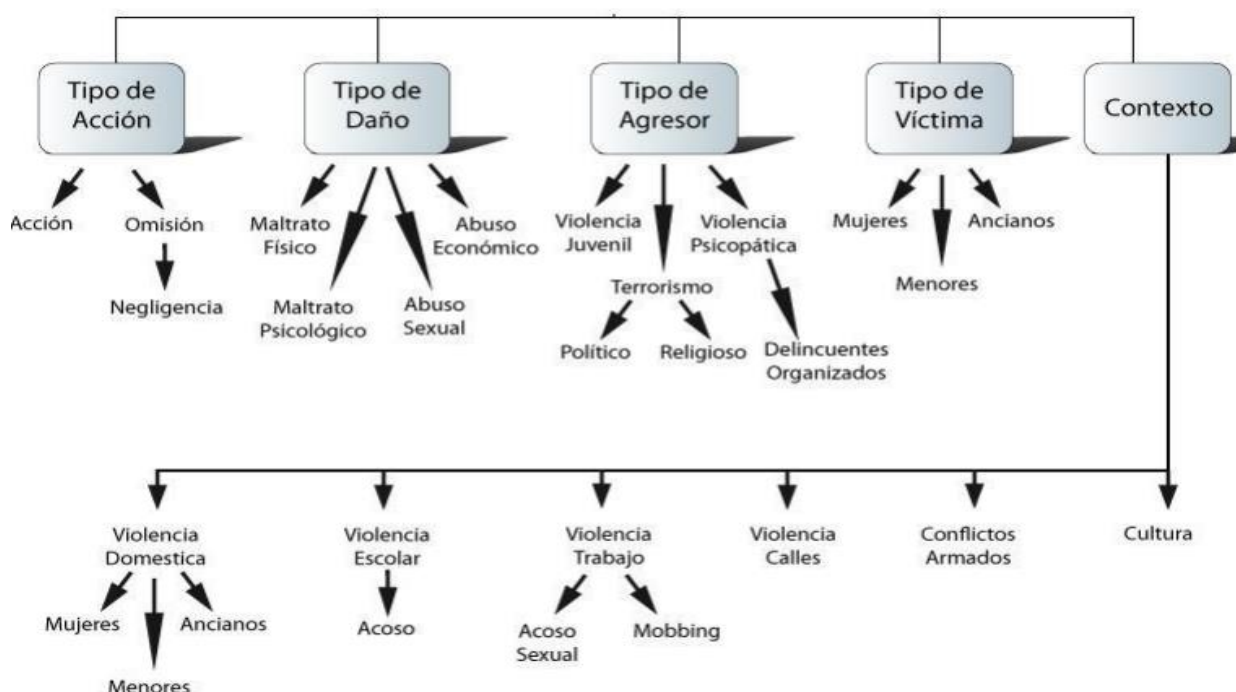 Tipo de
Acción
Tipo de
Daño
Tipo de
Agresor
Tipo de
Víctima
Contexto
Acción
Omisión
Negligencia
Maltrato
Físico
Maltrato
Psicológico
Abuso
Sexual
Abuso
Económico
Violencia
Juvenil
Terrorismo
Político
Religioso
Violencia
Psicopática
Delincuentes
Organizados
Mujeres
Menores
Ancianos
Violencia
Domestica
Mujeres
Menores
Ancianos
Violencia
Escolar
Acoso
Violencia
Trabajo
Acoso
Sexual
Mobbing
Violencia
Calles
Conflictos
Armados
Cultura